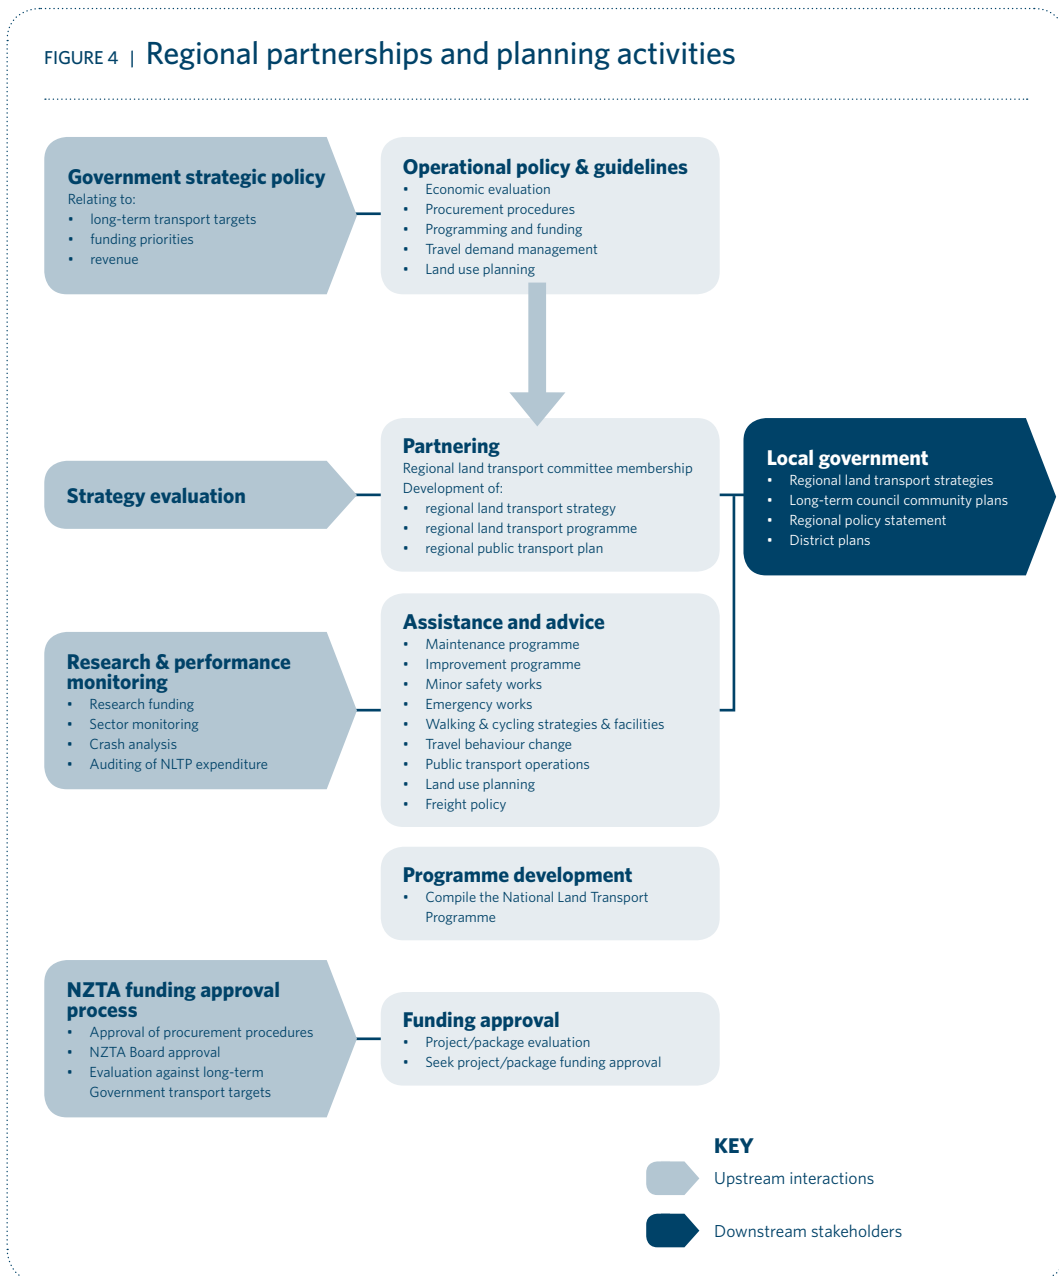 FIGURE 4 | Regional partnerships and planning activities
Government strategic policy
Relating to:
• long-term transport targets
• funding priorities
• revenue
Operational policy & guidelines
• Economic evaluation
• Procurement procedures
• Programming and funding
• Travel demand management
• Land use planning
Strategy evaluation
Partnering
Regional land transport committee membership
Development of:
• regional land transport strategy
• regional land transport programme
• regional public transport plan
Local government
• Regional land transport strategies
• Long-term council community plans
• Regional policy statement
• District plans
Research & performance
monitoring
• Research funding
• Sector monitoring
• Crash analysis
• Auditing of NLTP expenditure
Assistance and advice
• Maintenance programme
• Improvement programme
• Minor safety works
• Emergency works
• Walking & cycling strategies & facilities
• Travel behaviour change
• Public transport operations
• Land use planning
• Freight policy
Programme development
• Compile the National Land Transport
Programme
NZTA funding approval
process
• Approval of procurement procedures
• NZTA Board approval
• Evaluation against long-term
Government transport targets
Funding approval
• Project/package evaluation
• Seek project/package funding approval
KEY
Upstream interactions
Downstream stakeholders